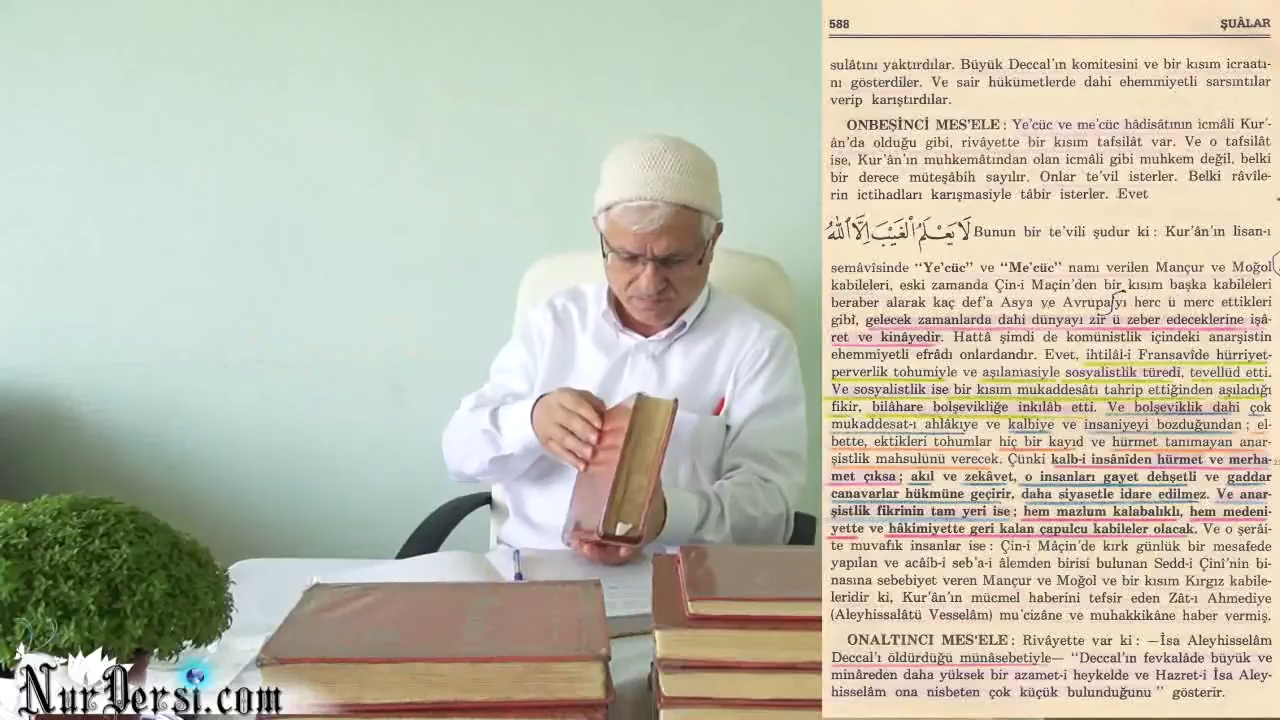 588 ŞUÂLAR
sulâtını yaktırdılar. Büyük Deccal'ın komitesini ve bir kısım icraatı-
nı gösterdiler. Ve sair hükümetlerde dahi ehemmiyetli sarsıntılar
verip karıştırdılar.
ONBEŞİNCİ MES'ELE: Ye'cüc ve me'cüc hâdisâtının icmâli Kur'-
ân'da olduğu gibi, rivâyette bir kısım tafsilât var. Ve o tafsilât
ise, Kur'ân'ın muhkemâtından olan icmâli gibi muhkem değil, belki
bir derece müteşâbih sayılır. Onlar te'vil isterler. Belki râvile-
rin ictihadları karışmasiyle tâbir isterler. Evet
لَا يَعْلَمُ الْغَيْبَ اِلَّا اللّٰهُ Bunun bir te'vili şudur ki: Kur'ân'ın lisan-ı
semâvîsinde "Ye'cüc" ve "Me'cüc" namı verilen Mançur ve Moğol
kabileleri, eski zamanda Çin-i Maçin'den bir kısım başka kabileleri
beraber alarak kaç def'a Asya ve Avrupayı herc ü merc ettikleri
gibi, gelecek zamanlarda dahi dünyayı zîr ü zeber edeceklerine işâ-
ret ve kinâyedir. Hattâ şimdi de komünistlik içindeki anarşistin
ehemmiyetli efrâdı onlardandır. Evet, ihtilâl-i Fransavîde hürriyet-
perverlik tohumiyle ve aşılamasiyle sosyalistlik türedi, tevellüd etti.
Ve sosyalistlik ise bir kısım mukaddesâtı tahrip ettiğinden aşıladığı
fikir, bilâhare bolşevikliğe inkılâb etti. Ve bolşeviklik dahi çok
mukaddesat-ı ahlâkıye ve kalbiye ve insaniyeyi bozduğundan; el-
bette, ektikleri tohumlar hiç bir kayıd ve hürmet tanımayan anar-
şistlik mahsulünü verecek. Çünki kalb-i insânîden hürmet ve merha-
met çıksa; akıl ve zekâvet, o insanları gayet dehşetli ve gaddar
canavarlar hükmüne geçirir, daha siyasetle idare edilmez. Ve anar-
şistlik fikrinin tam yeri ise; hem mazlum kalabalıklı, hem medeni-
yette ve hâkimiyette geri kalan çapulcu kabileler olacak. Ve o şerâi-
te muvafık insanlar ise: Çin-i Mâçin'de kırk günlük bir mesafede
yapılan ve acâib-i seb'a-i âlemden birisi bulunan Sedd-i Çinî'nin bi-
nasına sebebiyet veren Mançur ve Moğol ve bir kısım Kırgız kabile-
leridir ki, Kur'ân'ın mücmel haberini tefsir eden Zât-ı Ahmediye
(Aleyhissalâtü Vesselâm) mu'cizâne ve muhakkikâne haber vermiş.
ONALTINCI MES'ELE: Rivâyette var ki: —İsa Aleyhisselâm
Deccal'ı öldürdüğü münâsebetiyle— "Deccal'ın fevkalâde büyük ve
minâreden daha yüksek bir azamet-i heykelde ve Hazret-i İsa Aley-
hisselâm ona nisbeten çok küçük bulunduğunu" gösterir.
NurDersi.com